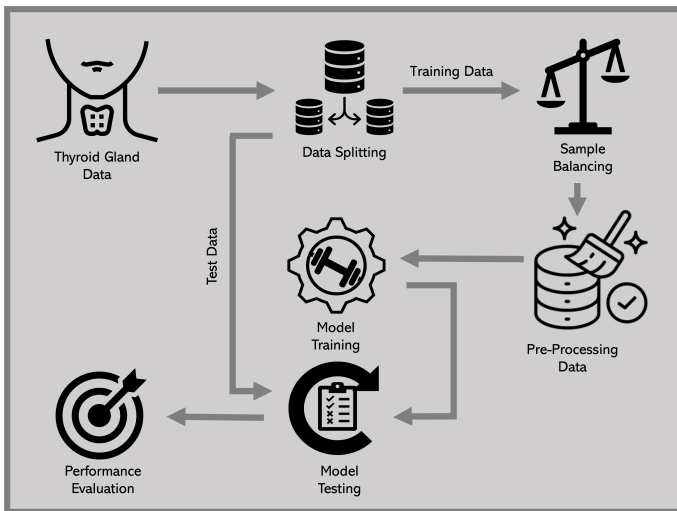 Thyroid Gland
Data
Data Splitting
Training Data
Sample
Balancing
Test Data
Model
Training
Pre-Processing
Data
Performance
Evaluation
Model
Testing